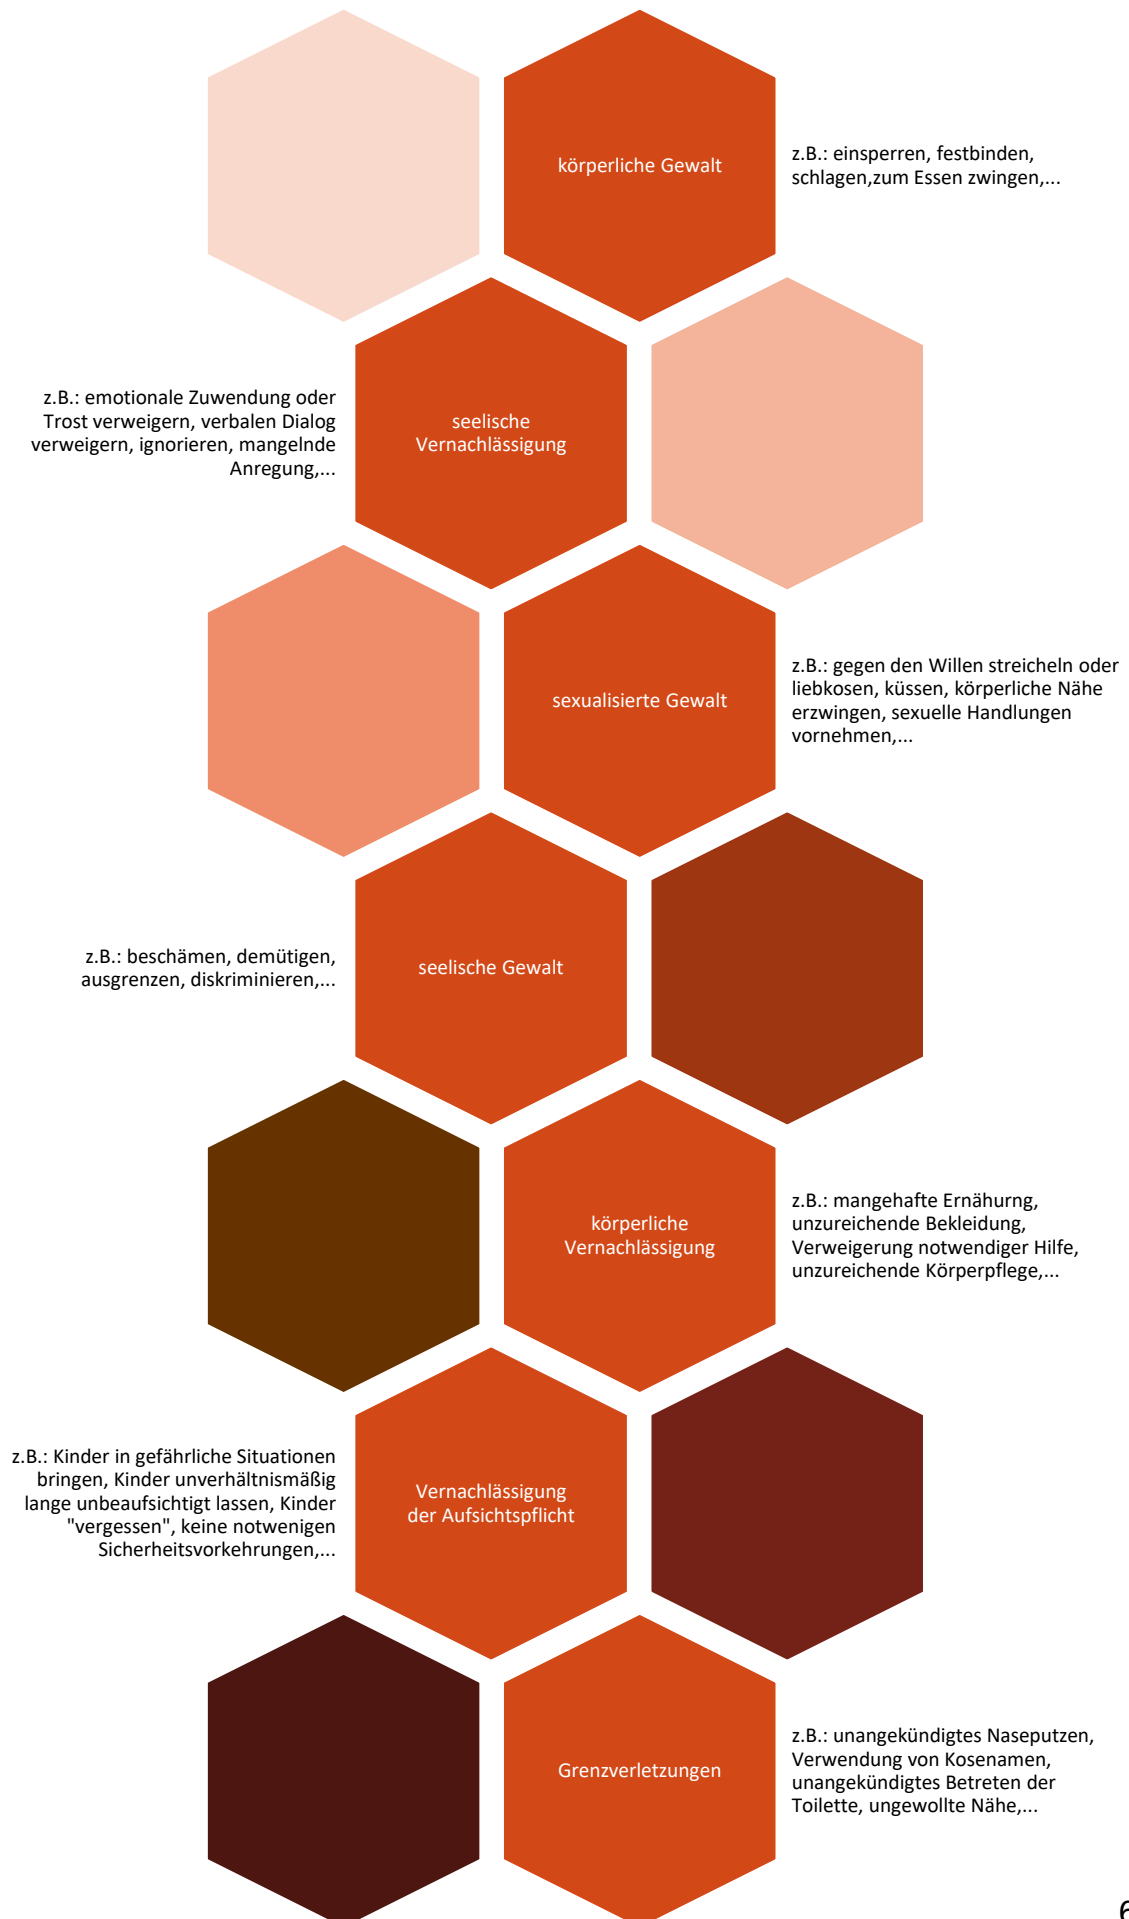 körperliche Gewalt
z.B.: einsperren, festbinden,
schlagen,zum Essen zwingen,...
z.B.: emotionale Zuwendung oder
Trost verweigern, verbalen Dialog
verweigern, ignorieren, mangelnde
Anregung,...
seelische
Vernachlässigung
sexualisierte Gewalt
z.B.: gegen den Willen streicheln oder
liebkosen, küssen, körperliche Nähe
erzwingen, sexuelle Handlungen
vornehmen,...
z.B.: beschämen, demütigen,
ausgrenzen, diskriminieren,...
seelische Gewalt
körperliche
Vernachlässigung
z.B.: mangehafte Ernähurng,
unzureichende Bekleidung,
Verweigerung notwendiger Hilfe,
unzureichende Körperpflege,...
z.B.: Kinder in gefährliche Situationen
bringen, Kinder unverhältnismäßig
lange unbeaufsichtigt lassen, Kinder
"vergessen", keine notwenigen
Sicherheitsvorkehrungen,...
Vernachlässigung
der Aufsichtspflicht
Grenzverletzungen
z.B.: unangekündigtes Naseputzen,
Verwendung von Kosenamen,
unangekündigtes Betreten der
Toilette, ungewollte Nähe,...
6